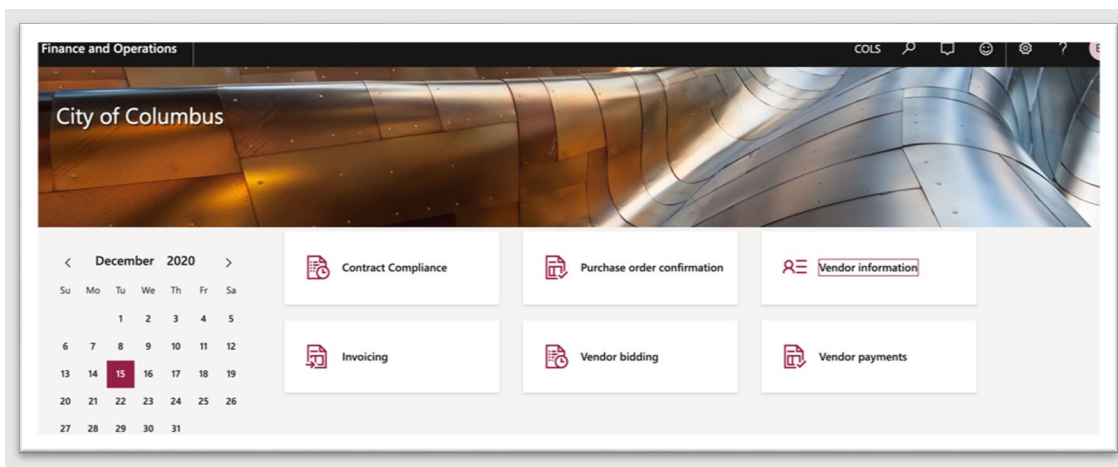 Finance and Operations
COLS
?
City of Columbus
December 2020
Su Mo Tu We Th Fr Sa
1 2 3 4 5
6 7 8 9 10 11 12
13 14 15 16 17 18 19
20 21 22 23 24 25 26
27 28 29 30 31
Contract Compliance
Purchase order confirmation
Vendor information
Invoicing
Vendor bidding
Vendor payments